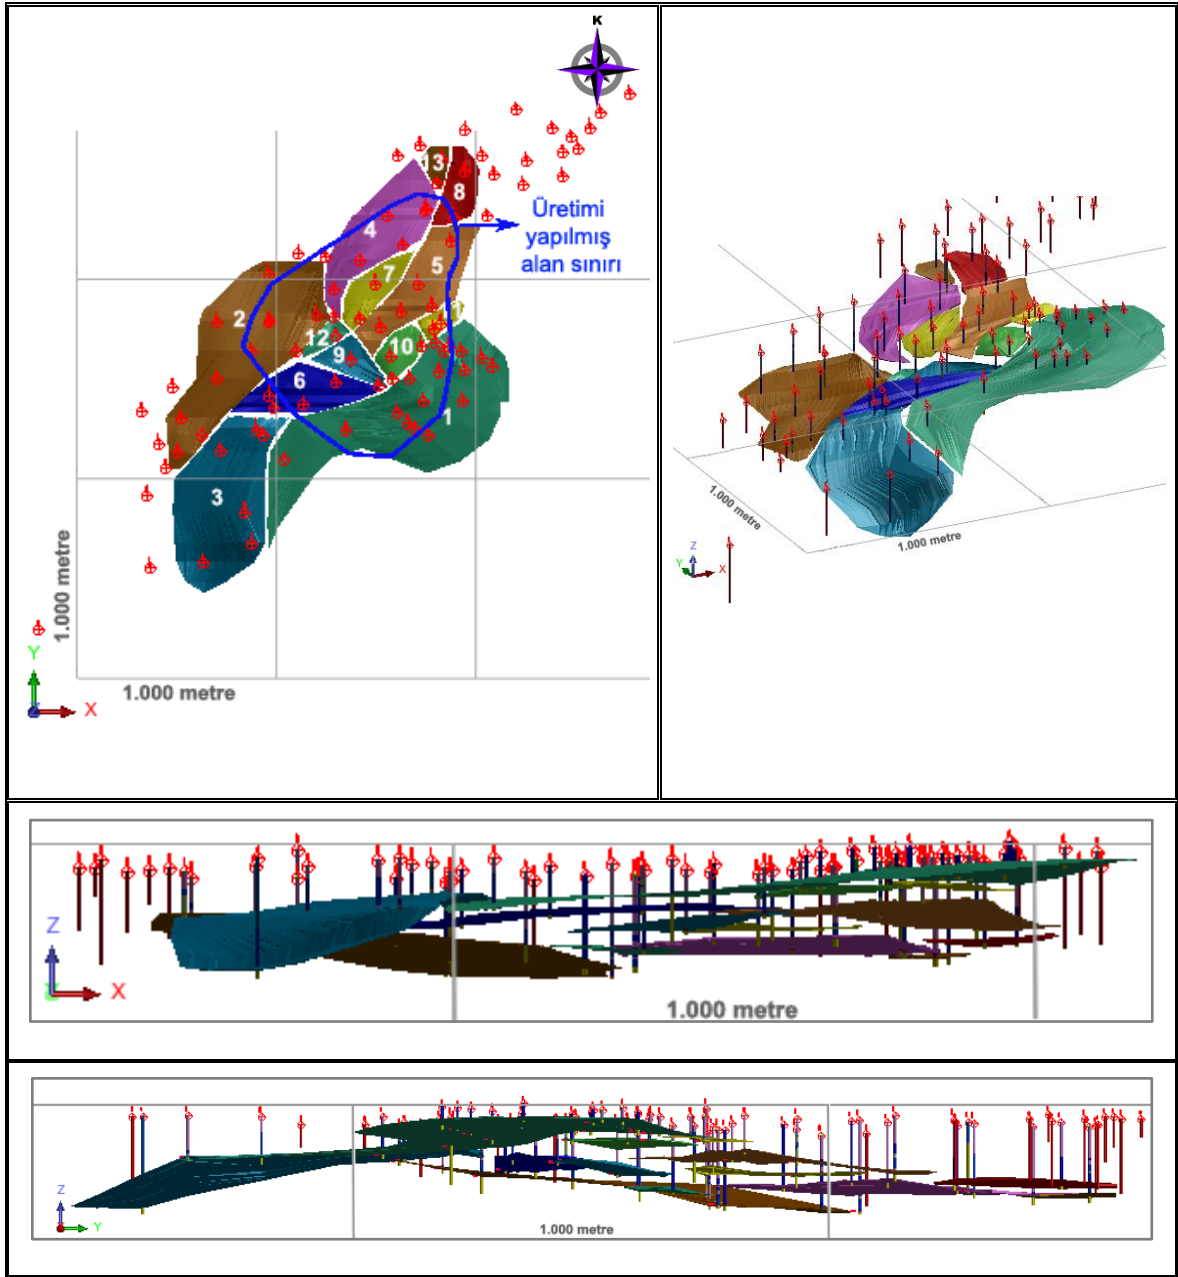 K
13
8
4
Üretimi
yapılmış
alan sınırı
5
7
2
12
10
9
6
1
3
1.000 metre
Y
X
1.000 metre
1.000 metre
1.000 metre
Z
Y
X
Z
X
1.000 metre
Z
Y
1.000 metre